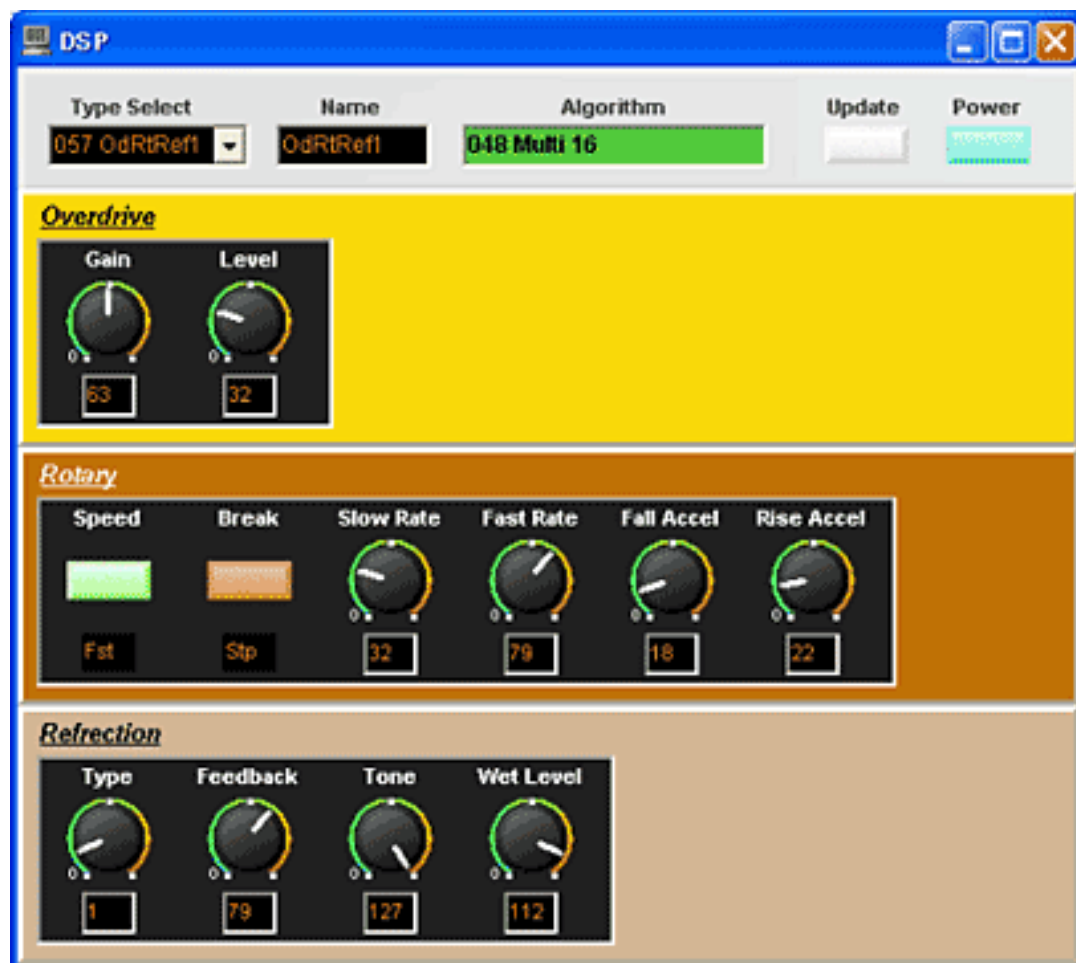 DSP
Type Select Name Algorithm Update Power
057 OdRtRef1 OdRtRef1 048 Multi 16
Overdrive
Gain Level
0 0
63 32
Rotary
Speed Break Slow Rate Fast Rate Fall Accel Rise Accel
0 0 0 0
Fst Stp 32 79 18 22
Refrection
Type Feedback Tone Wet Level
0 0 0 0
1 79 127 112